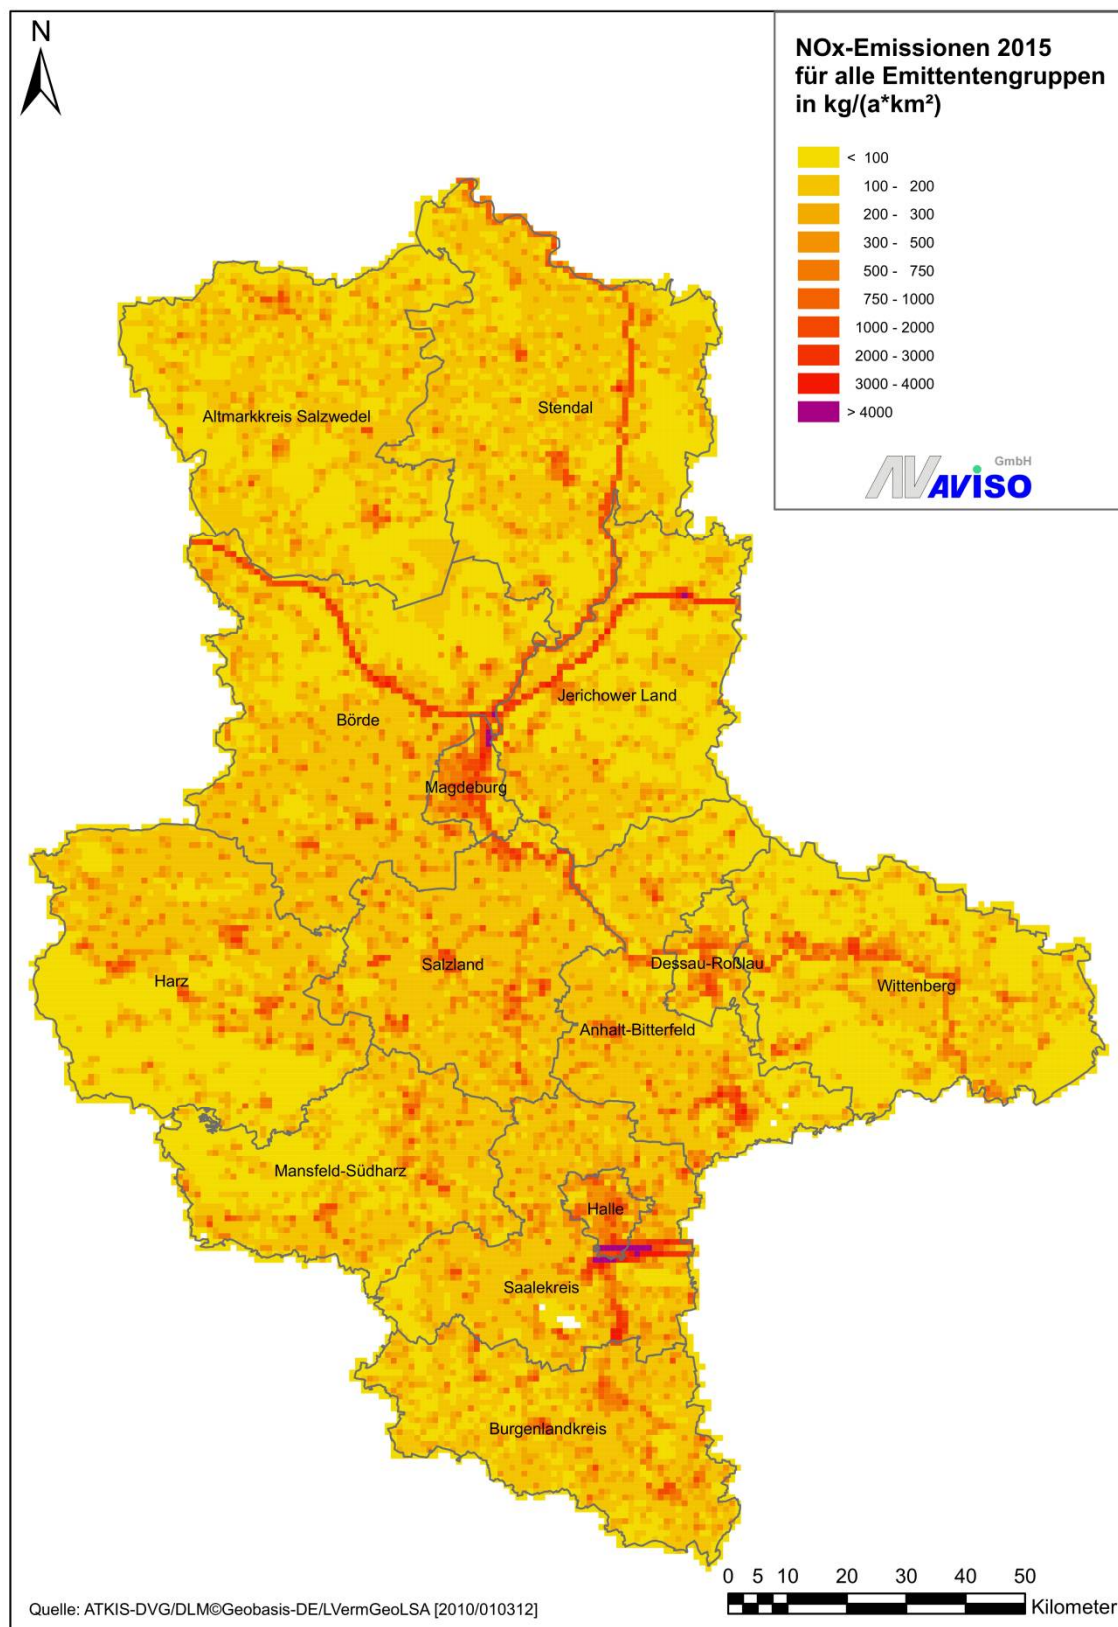 N
NOx-Emissionen 2015
für alle Emittentengruppen
in kg/(a*km²)
< 100
100 - 200
200 - 300
300 - 500
500 - 750
750 - 1000
1000 - 2000
2000 - 3000
3000 - 4000
> 4000
GmbH
AVISO
Altmarkkreis Salzwedel
Stendal
Jerichower Land
Börde
Magdeburg
Salzland
Dessau-Roßlau
Harz
Wittenberg
Anhalt-Bitterfeld
Mansfeld-Südharz
Halle
Saalekreis
Burgenlandkreis
0 5 10 20 30 40 50
Kilometer
Quelle: ATKIS-DVG/DLM©Geobasis-DE/LVermGeoLSA [2010/010312]